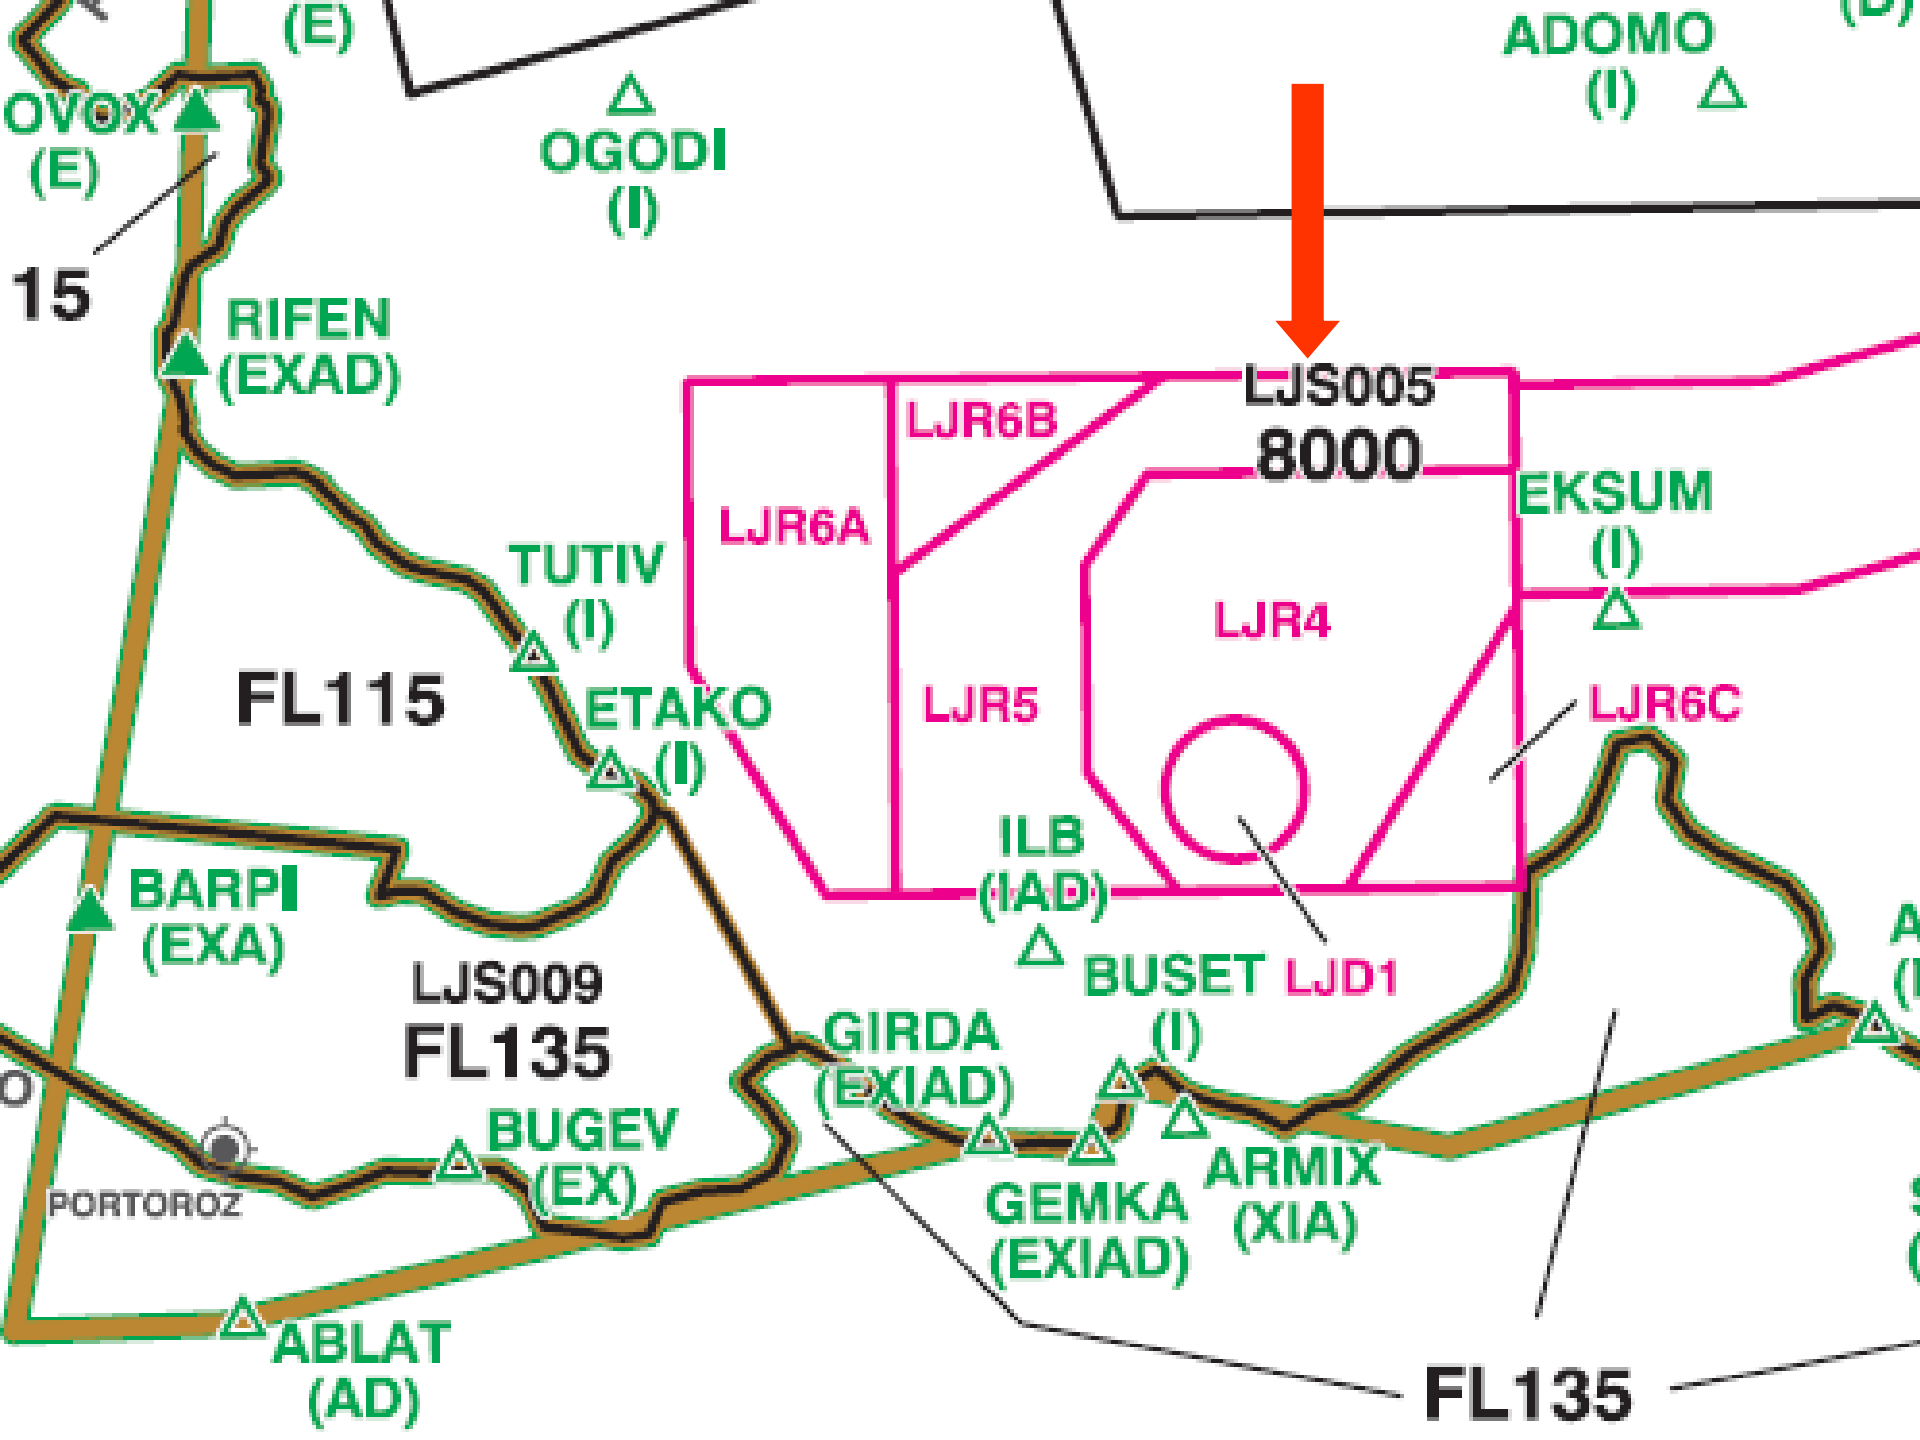 (E)
ADOMO
(I)
OVOX
(E)
OGODI
(I)
15
RIFEN
(EXAD)
LJS005
8000
LJR6B
LJR6A
EKSUM
(I)
TUTIV
(I)
LJR4
FL115
ETAKO
(I)
LJR5
LJR6C
ILB
(IAD)
BARPI
(EXA)
LJS009
FL135
BUSET
(I)
LJD1
GIRDA
(EXIAD)
BUGEV
(EX)
ARMIX
(XIA)
GEMKA
(EXIAD)
PORTOROZ
ABLAT
(AD)
FL135